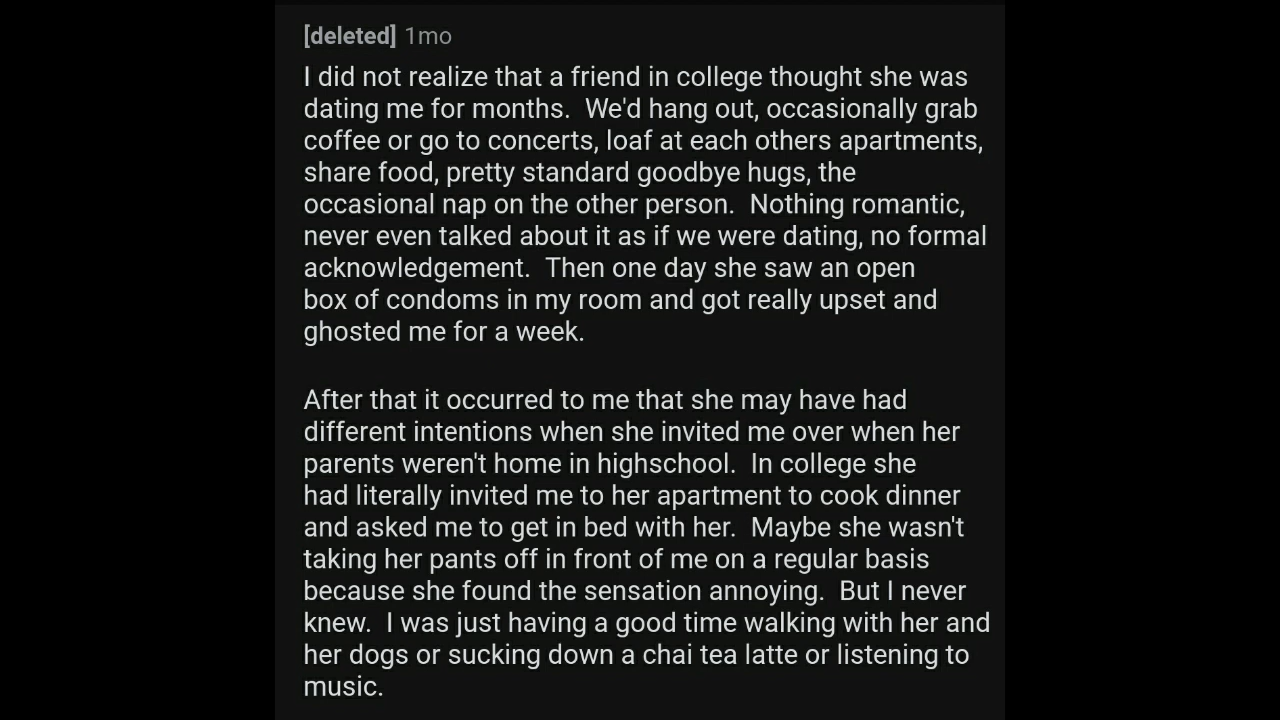 [deleted] 1mo
I did not realize that a friend in college thought she was
dating me for months.  We'd hang out, occasionally grab
coffee or go to concerts, loaf at each others apartments,
share food, pretty standard goodbye hugs, the
occasional nap on the other person.  Nothing romantic,
never even talked about it as if we were dating, no formal
acknowledgement.  Then one day she saw an open
box of condoms in my room and got really upset and
ghosted me for a week.
After that it occurred to me that she may have had
different intentions when she invited me over when her
parents weren't home in highschool.  In college she
had literally invited me to her apartment to cook dinner
and asked me to get in bed with her.  Maybe she wasn't
taking her pants off in front of me on a regular basis
because she found the sensation annoying.  But I never
knew.  I was just having a good time walking with her and
her dogs or sucking down a chai tea latte or listening to
music.